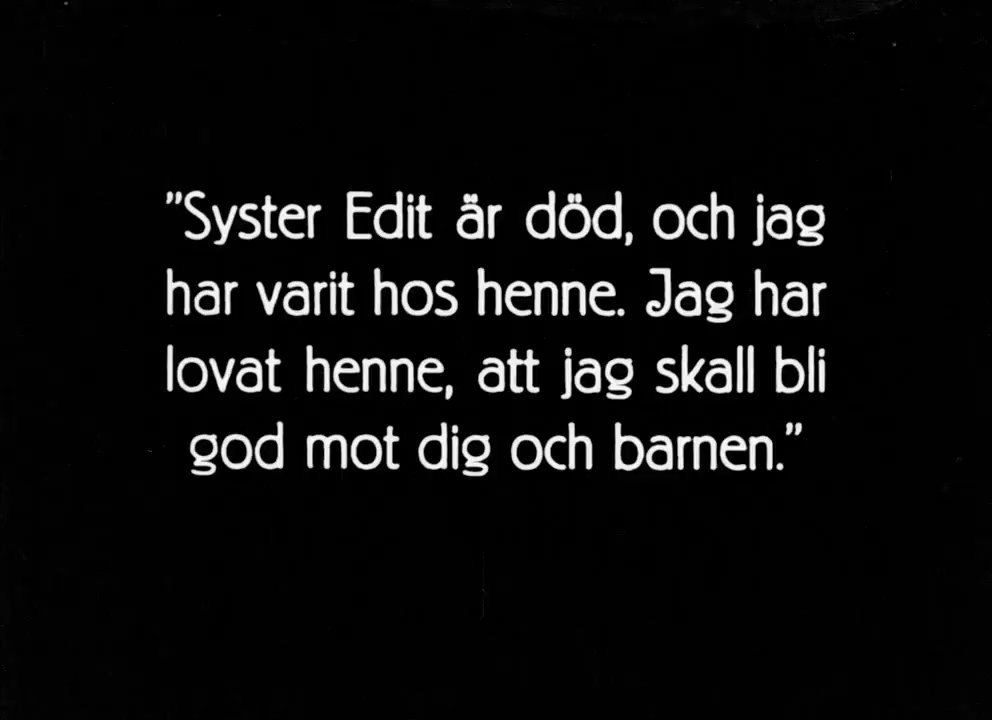 "Syster Edit är död, och jag
har varit hos henne. Jag har
lovat henne, att jag skall bli
god mot dig och barnen."